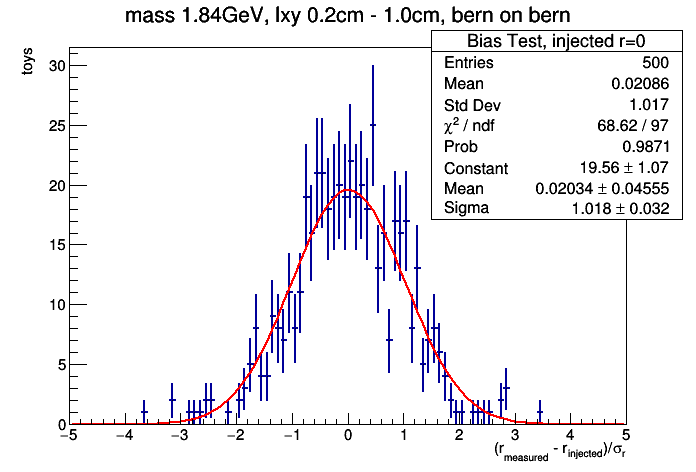 mass 1.84GeV, lxy 0.2cm - 1.0cm, bern on bern
Bias Test, injected r=0
Entries 500
Mean 0.02086
Std Dev 1.017
χ² / ndf 68.62 / 97
Prob 0.9871
Constant 19.56 ± 1.07
Mean 0.02034 ± 0.04555
Sigma 1.018 ± 0.032
toys
30
25
20
15
10
5
0
−5 −4 −3 −2 −1 0 1 2 3 4 5
(r_measured - r_injected)/σ_r